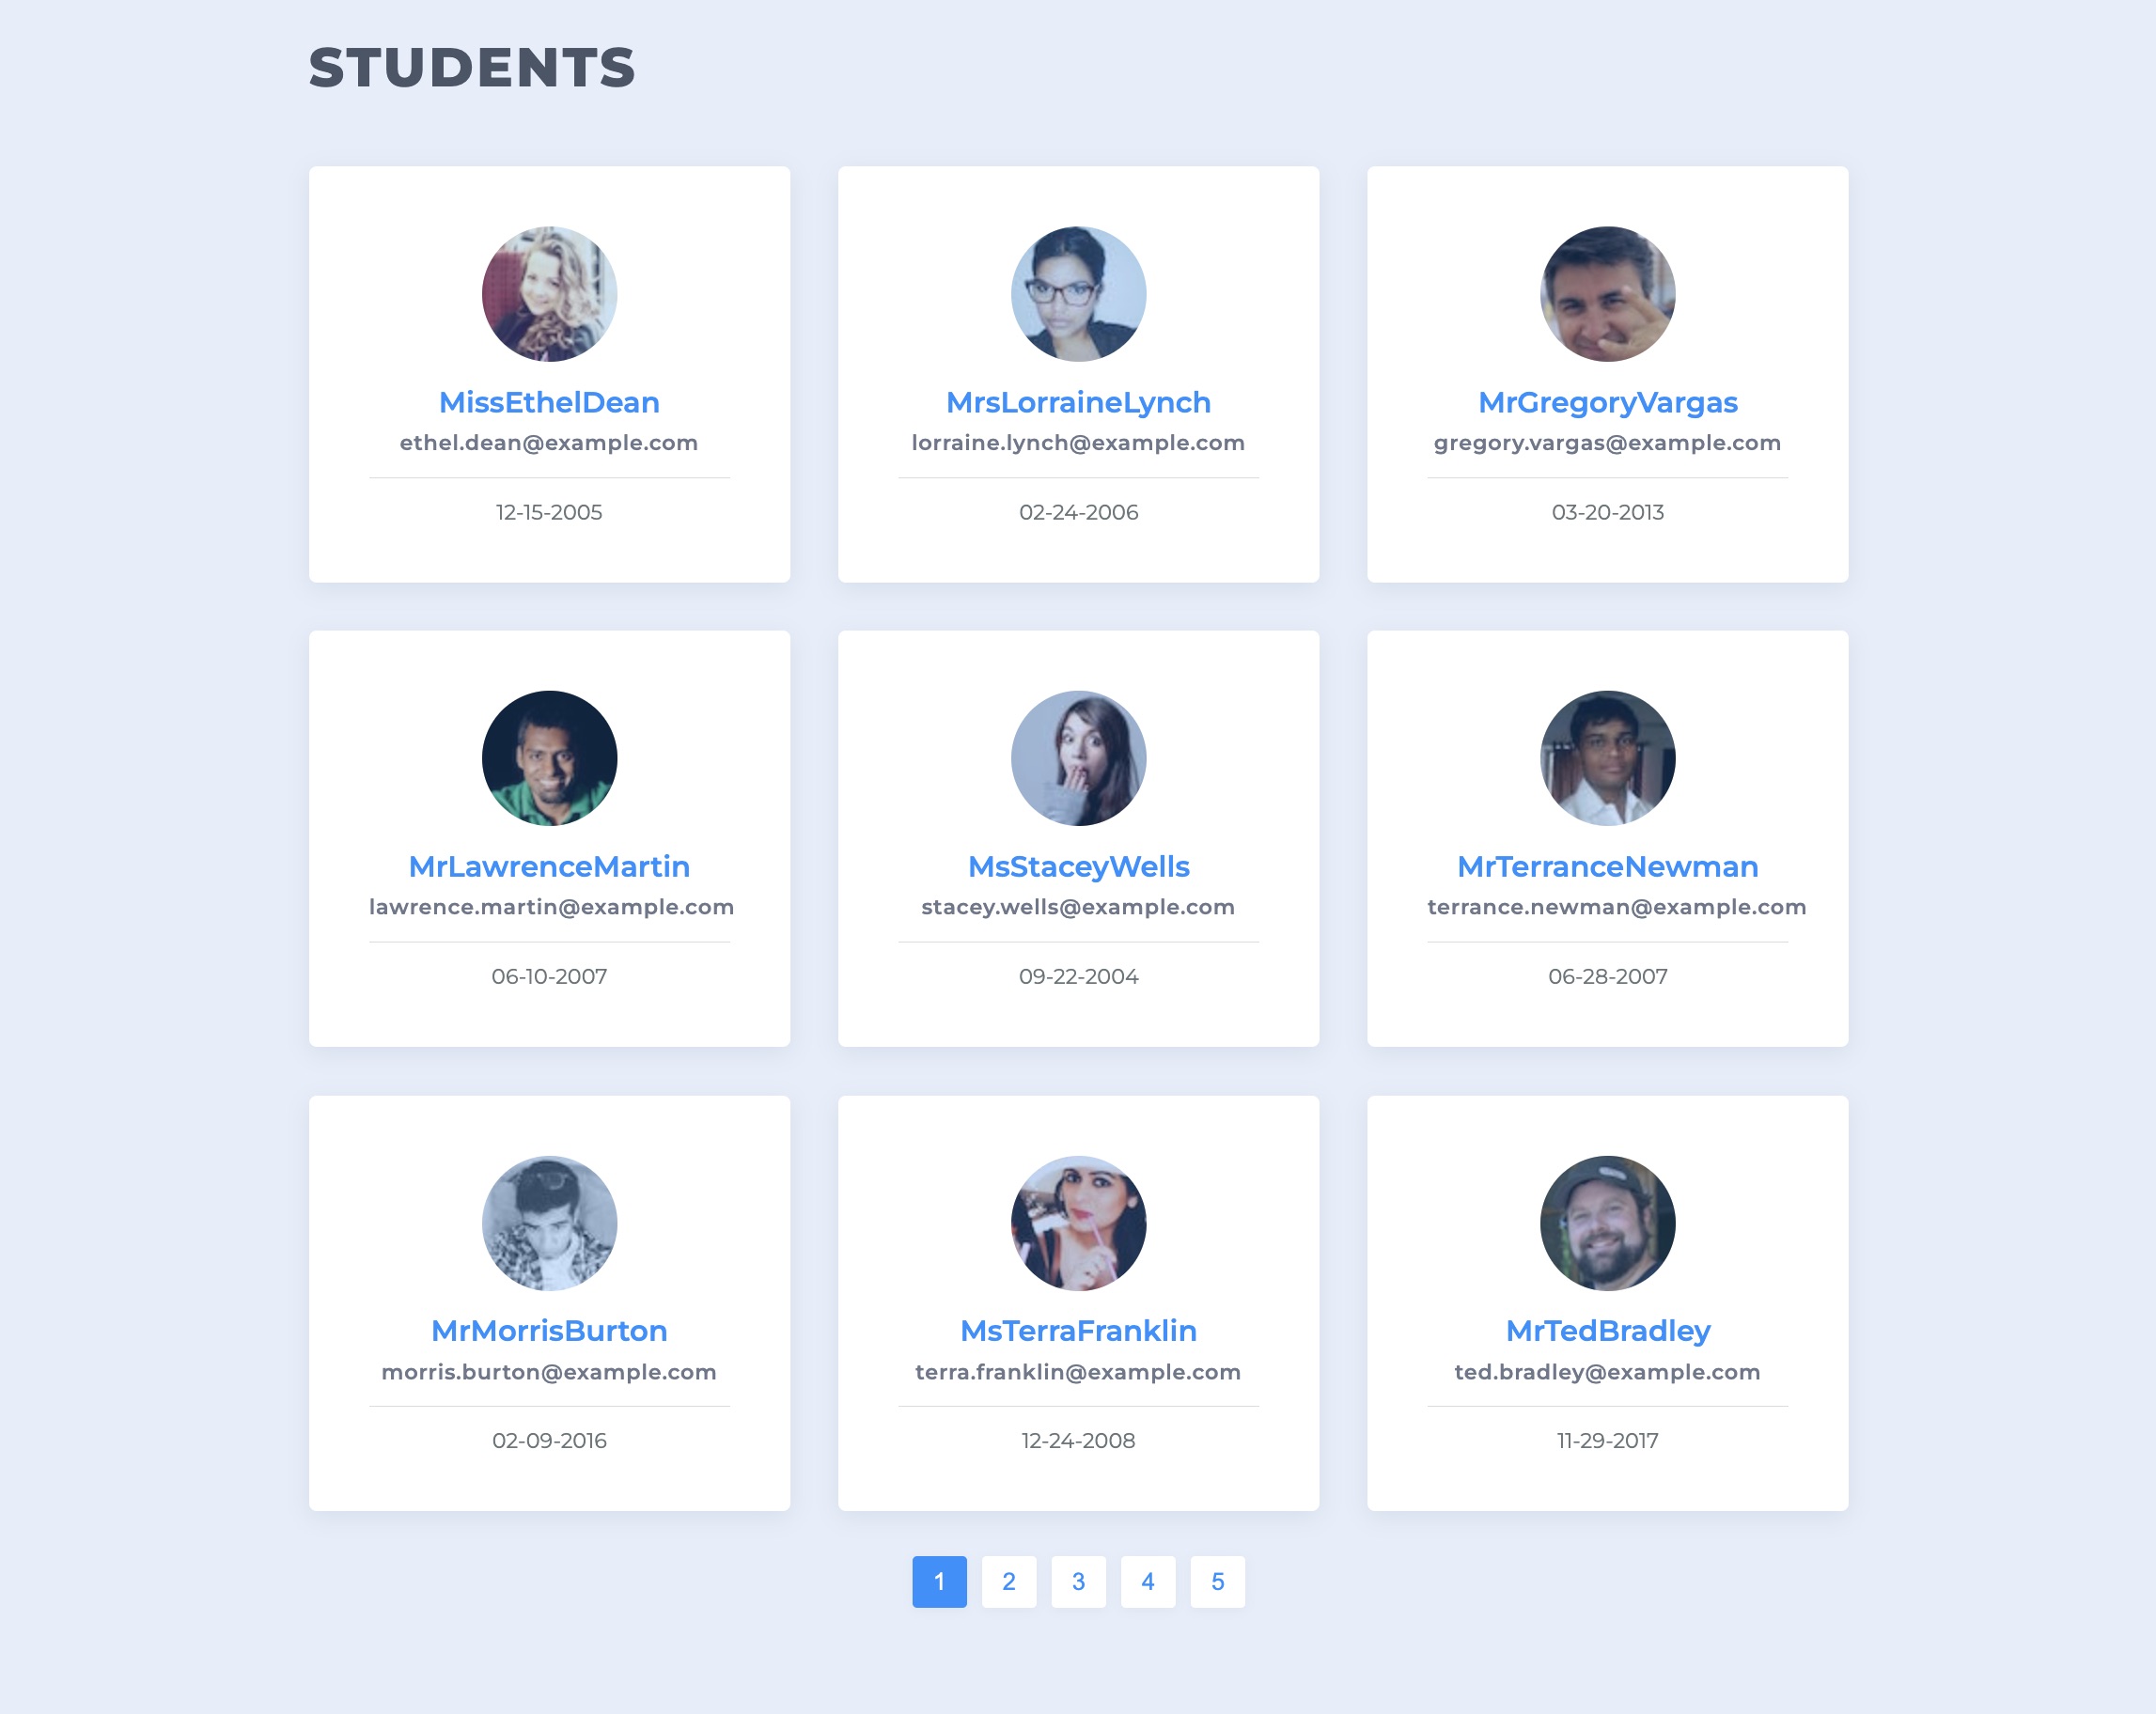 STUDENTS
MissEthelDean
ethel.dean@example.com
12-15-2005
MrsLorraineLynch
lorraine.lynch@example.com
02-24-2006
MrGregoryVargas
gregory.vargas@example.com
03-20-2013
MrLawrenceMartin
lawrence.martin@example.com
06-10-2007
MsStaceyWells
stacey.wells@example.com
09-22-2004
MrTerranceNewman
terrance.newman@example.com
06-28-2007
MrMorrisBurton
morris.burton@example.com
02-09-2016
MsTerraFranklin
terra.franklin@example.com
12-24-2008
MrTedBradley
ted.bradley@example.com
11-29-2017
1 2 3 4 5